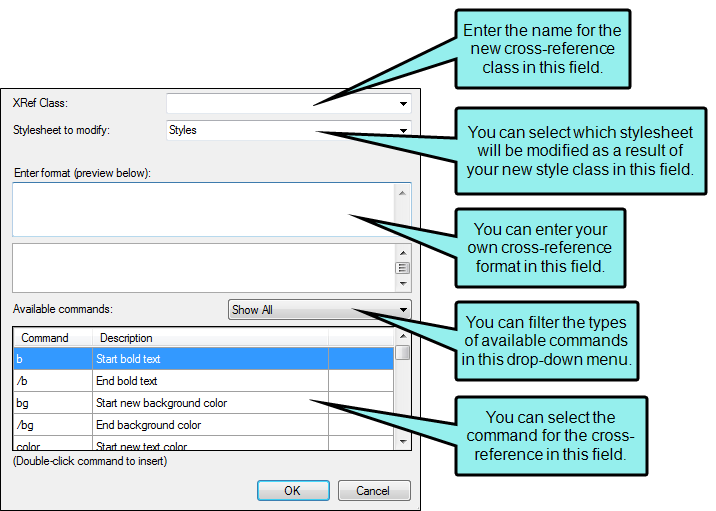 Enter the name for the
new cross-reference
class in this field.
XRef Class:
Stylesheet to modify:
Styles
You can select which stylesheet
will be modified as a result of
your new style class in this field.
Enter format (preview below):
You can enter your
own cross-reference
format in this field.
Available commands:
Show All
You can filter the types
of available commands
in this drop-down menu.
Command Description
b Start bold text
/b End bold text
bg Start new background color
/bg End background color
color Start new text color
You can select the
command for the cross-
reference in this field.
(Double-click command to insert)
OK Cancel